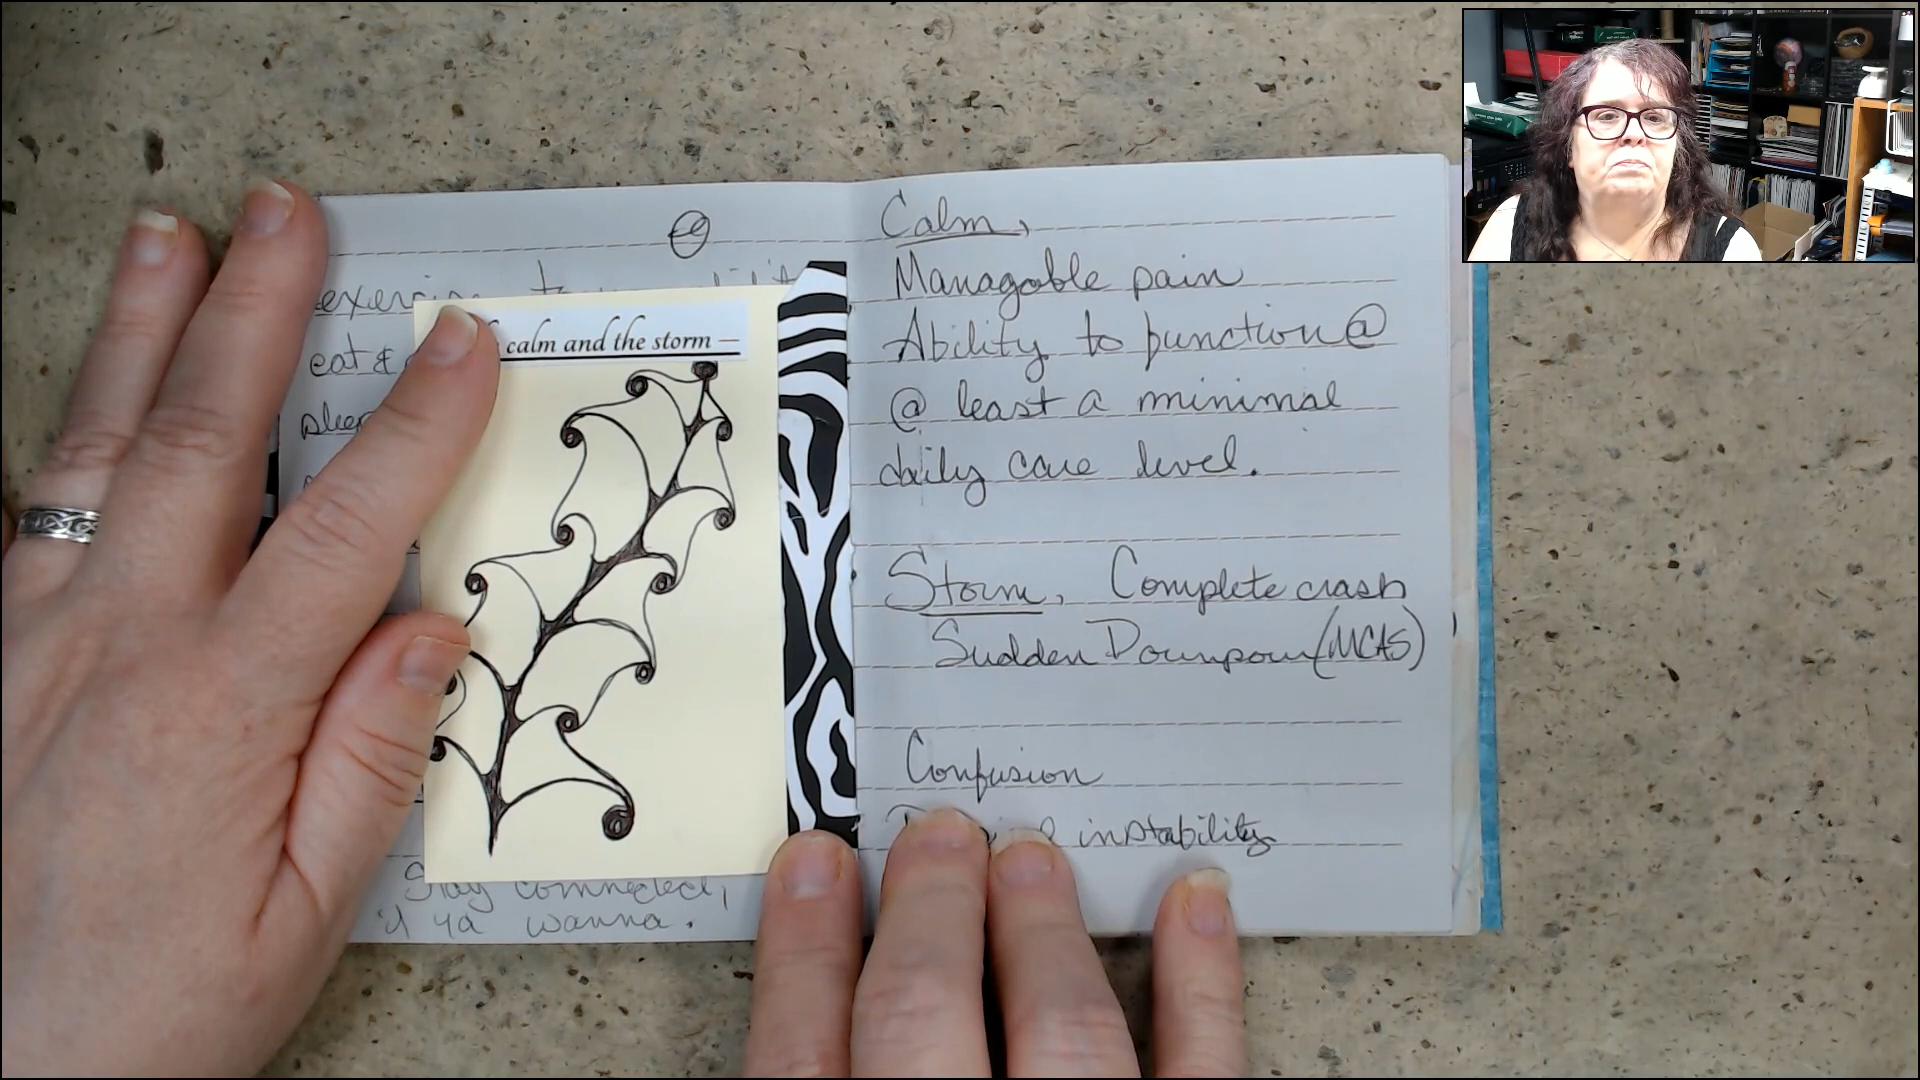 eat &
calm and the storm —
Stay connected,
if ya wanna.
Calm,
Managable pain
Ability to function @
@ least a minimal
daily care level.
Storm, Complete crash
Sudden Downpour (MCAS)
Confusion
instability